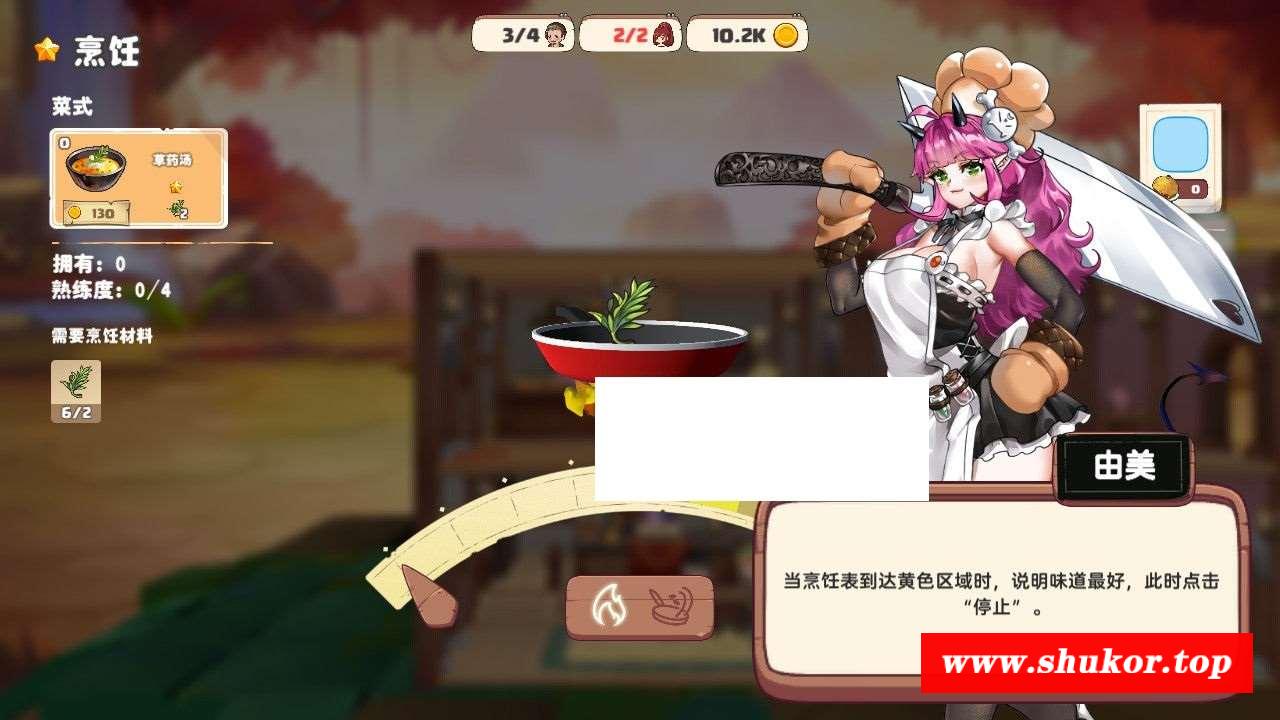 烹饪
3/4
2/2
10.2K
菜式
0
草药汤
130
2
0
拥有：0
熟练度：0/4
需要烹饪材料
6/2
由美
当烹饪表到达黄色区域时，说明味道最好，此时点击
“停止”。
www.shukor.top